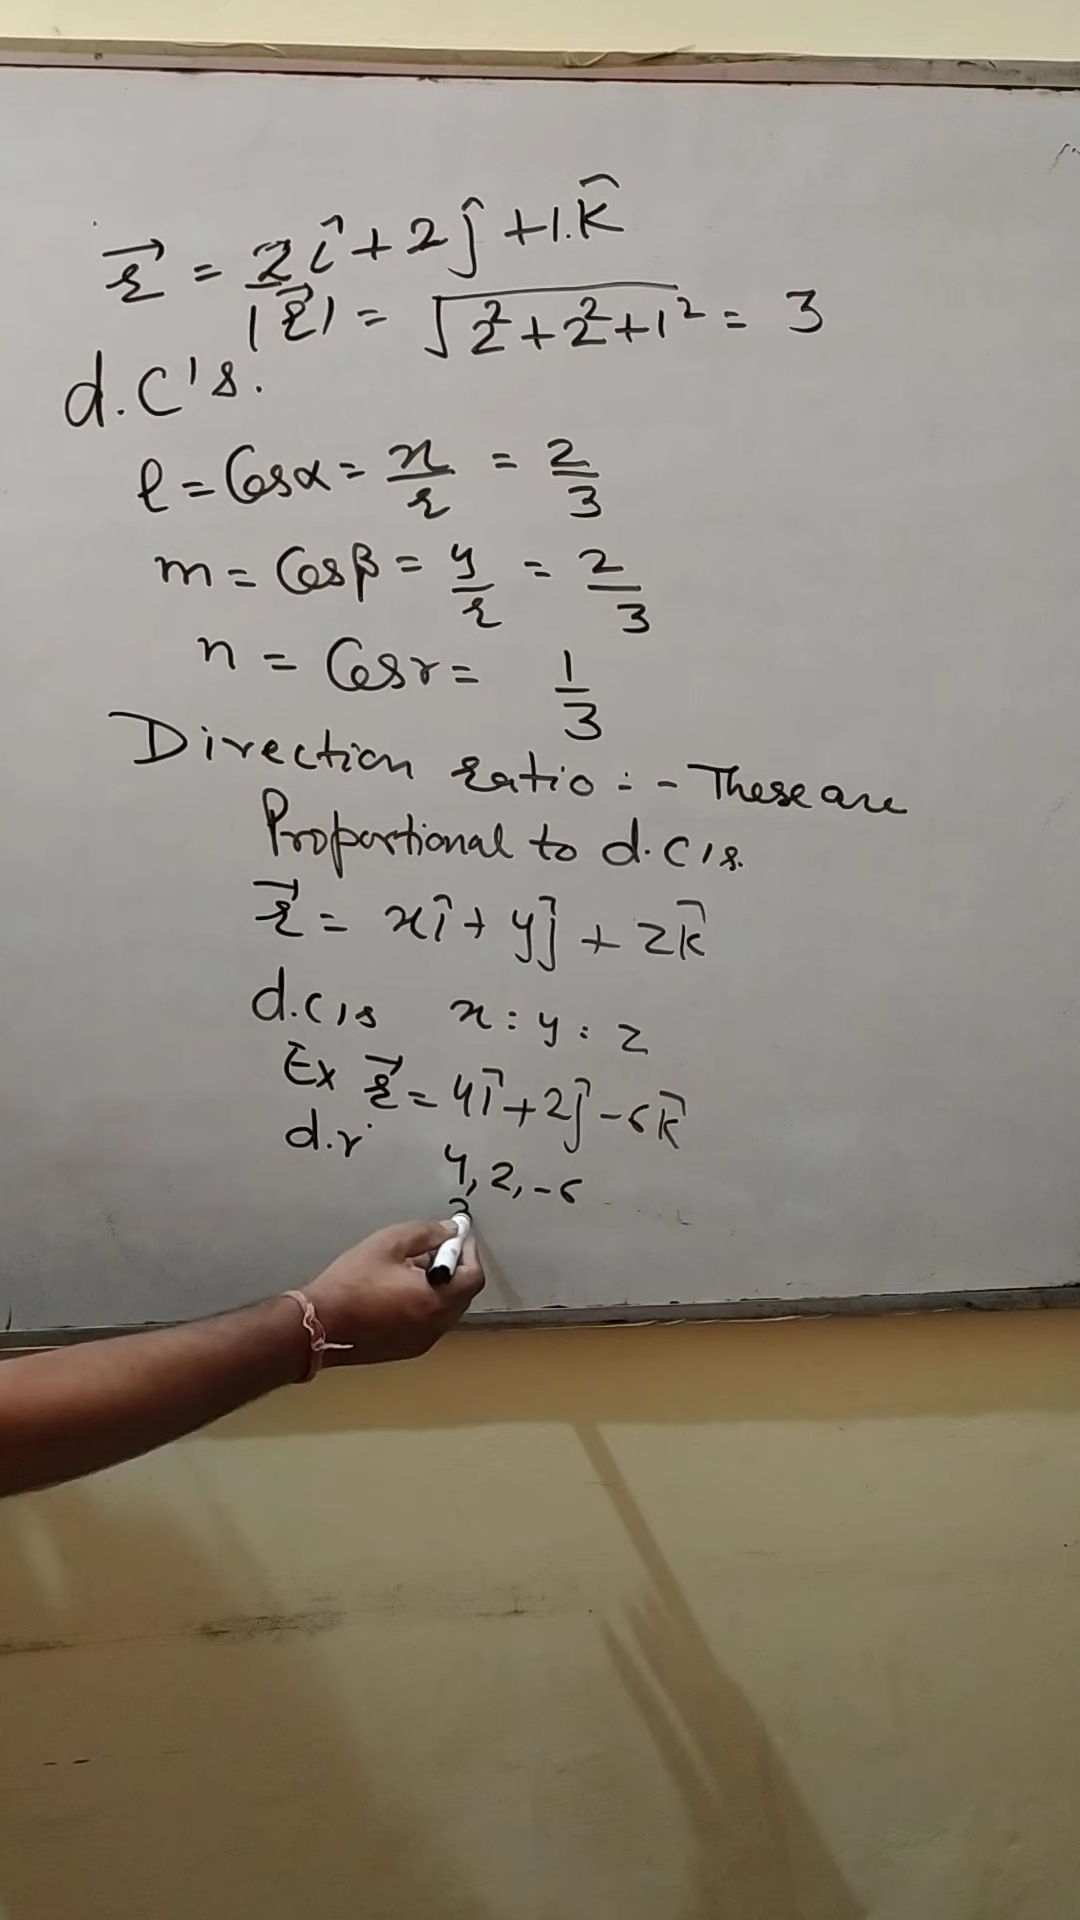 r⃗ = 2î + 2ĵ + 1.k̂
|r⃗| = √2² + 2² + 1² = 3
d.c's.
l = Cosα = x/r = 2/3
m = Cosβ = y/r = 2/3
n = Cosr = 1/3
Direction ratio :- These are
Proportional to d.c's.
r⃗ = xî + yĵ + zk̂
d.c's x : y : z
Ex r⃗ = 4î + 2ĵ - 6k̂
d.r
4, 2, -6